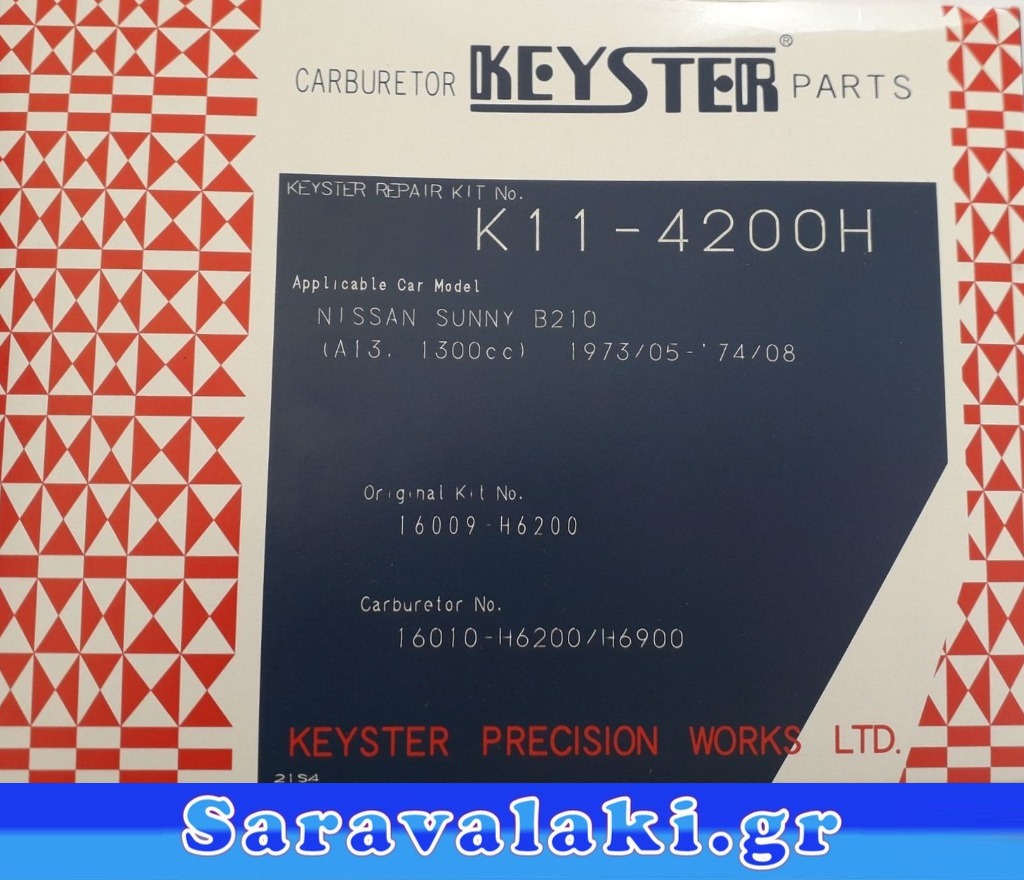 CARBURETOR KEYSTER® PARTS
KEYSTER REPAIR KIT No.
K11-4200H
Applicable Car Model
NISSAN SUNNY B210
(A13. 1300cc) 1973/05-'74/08
Original Kit No.
16009-H6200
Carburetor No.
16010-H6200/H6900
KEYSTER PRECISION WORKS LTD.
21S4
Saravalaki.gr